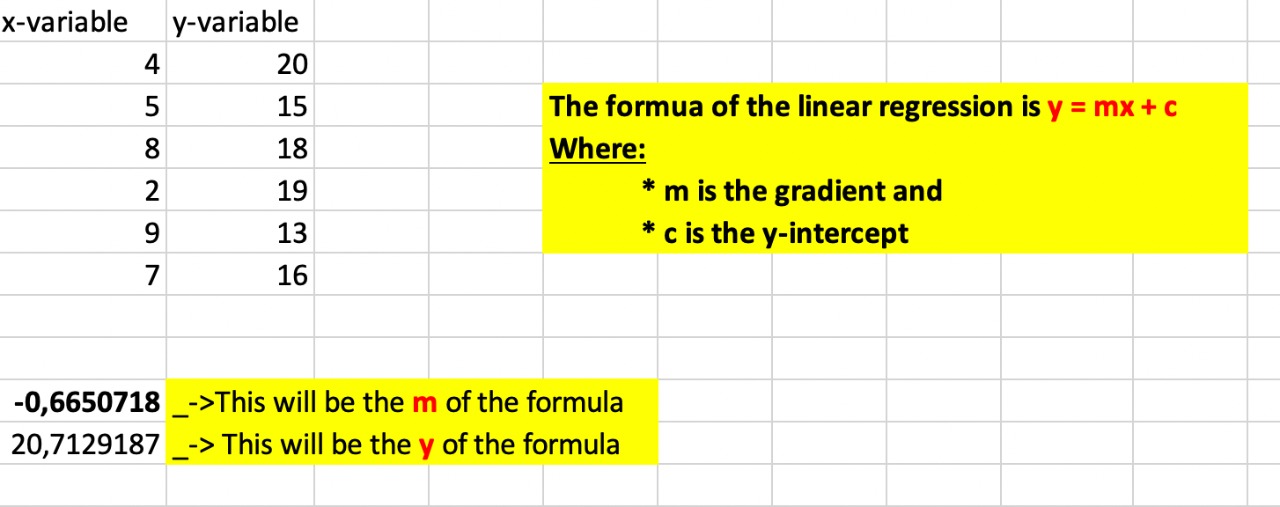 x-variable y-variable
4 20
5 15
The formua of the linear regression is y = mx + c
8 18
Where:
2 19
* m is the gradient and
9 13
* c is the y-intercept
7 16
-0,6650718 _->This will be the m of the formula
20,7129187 _-> This will be the y of the formula